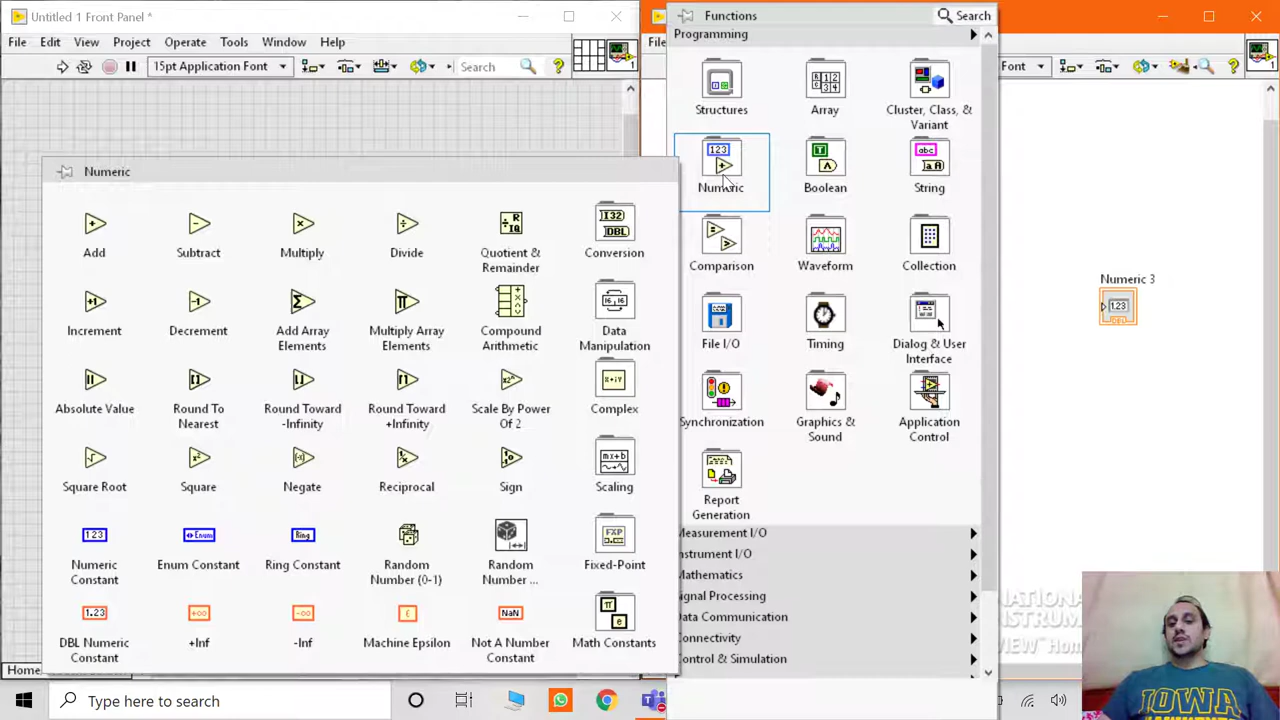 Untitled 1 Front Panel *
File Edit View Project Operate Tools Window Help
15pt Application Font
Search
Numeric
Add
Subtract
Multiply
Divide
Quotient &
Remainder
Conversion
Increment
Decrement
Add Array
Elements
Multiply Array
Elements
Compound
Arithmetic
Data
Manipulation
Absolute Value
Round To
Nearest
Round Toward
-Infinity
Round Toward
+Infinity
Scale By Power
Of 2
Complex
Square Root
Square
Negate
Reciprocal
Sign
Scaling
Numeric
Constant
Enum Constant
Ring Constant
Random
Number (0-1)
Random
Number ...
Fixed-Point
DBL Numeric
Constant
+Inf
-Inf
Machine Epsilon
Not A Number
Constant
Math Constants
Functions
Search
Programming
Structures
Array
Cluster, Class, &
Variant
Numeric
Boolean
String
Comparison
Waveform
Collection
File I/O
Timing
Dialog & User
Interface
Synchronization
Graphics &
Sound
Application
Control
Report
Generation
Measurement I/O
Instrument I/O
Mathematics
Signal Processing
Data Communication
Connectivity
Control & Simulation
Font
Numeric 3
1.23
IOWA
Type here to search